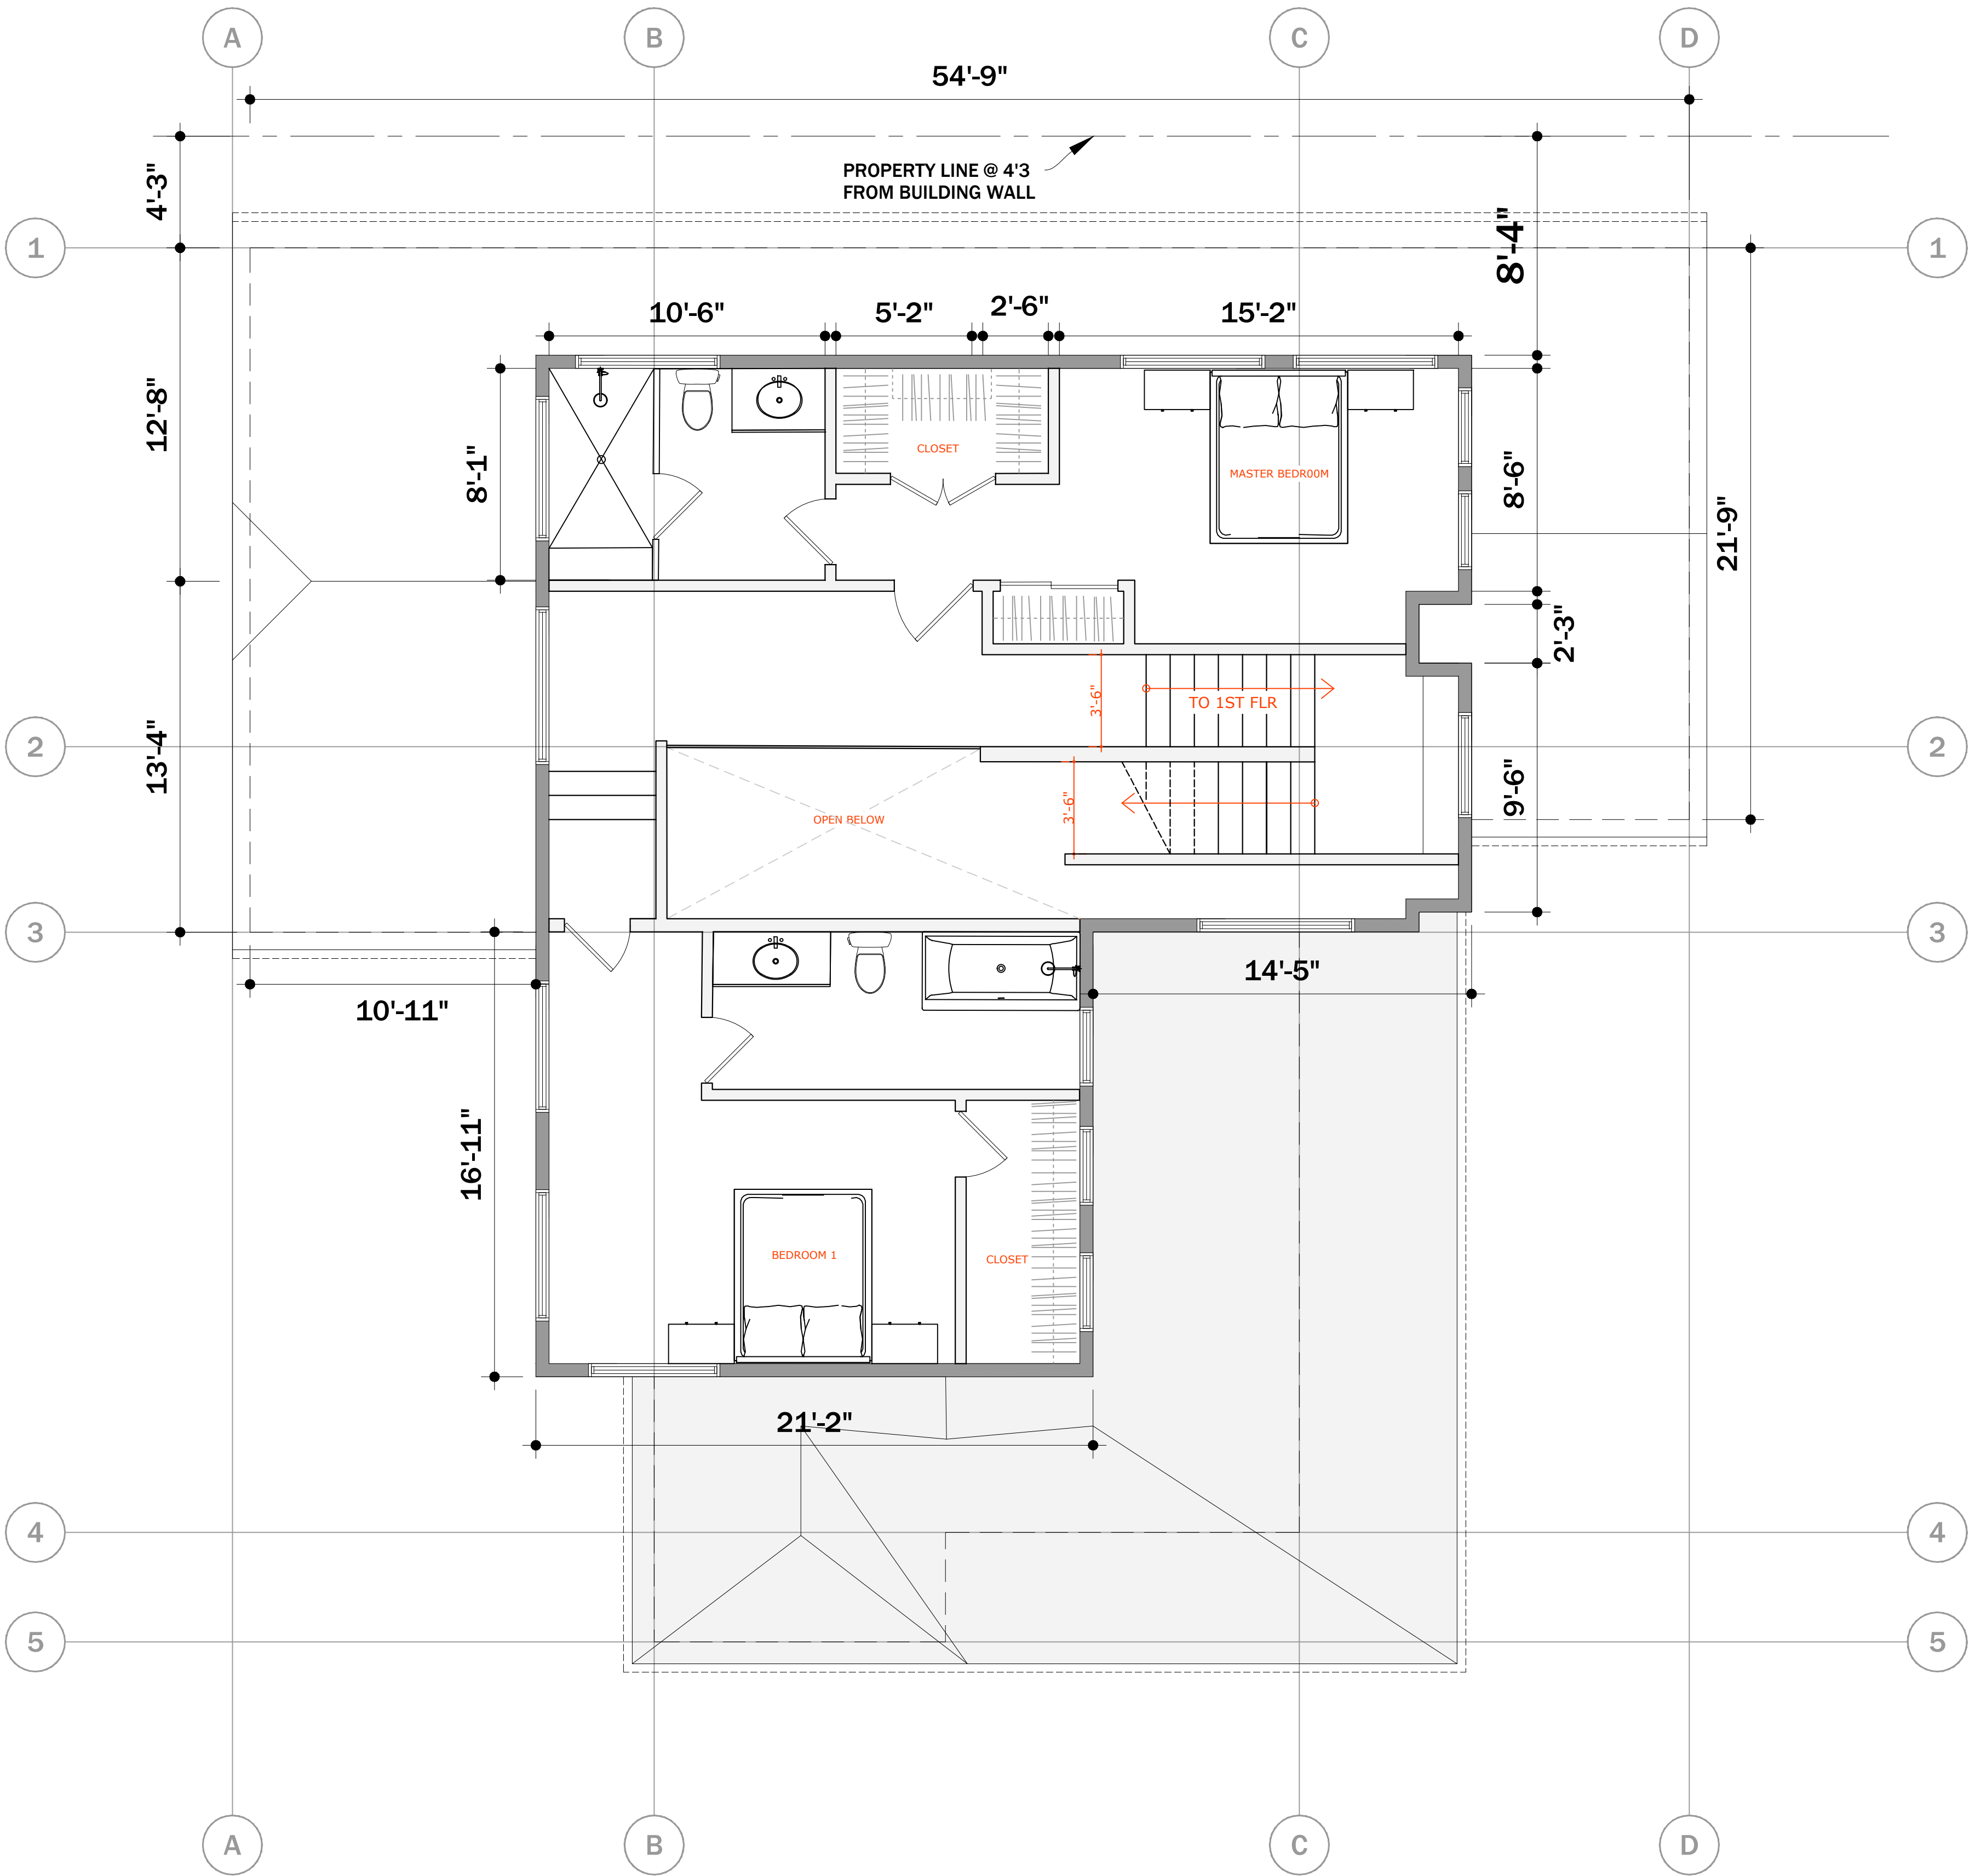 A
B
C
D
54'-9"
PROPERTY LINE @ 4'3
FROM BUILDING WALL
4'-3"
8'-4"
1
1
10'-6"
5'-2"
2'-6"
15'-2"
12'-8"
8'-1"
CLOSET
MASTER BEDR00M
8'-6"
21'-9"
2'-3"
3'-6"
TO 1ST FLR
2
2
13'-4"
9'-6"
3'-6"
OPEN BELOW
3
3
14'-5"
10'-11"
16'-11"
BEDROOM 1
CLOSET
21'-2"
4
4
5
5
A
B
C
D